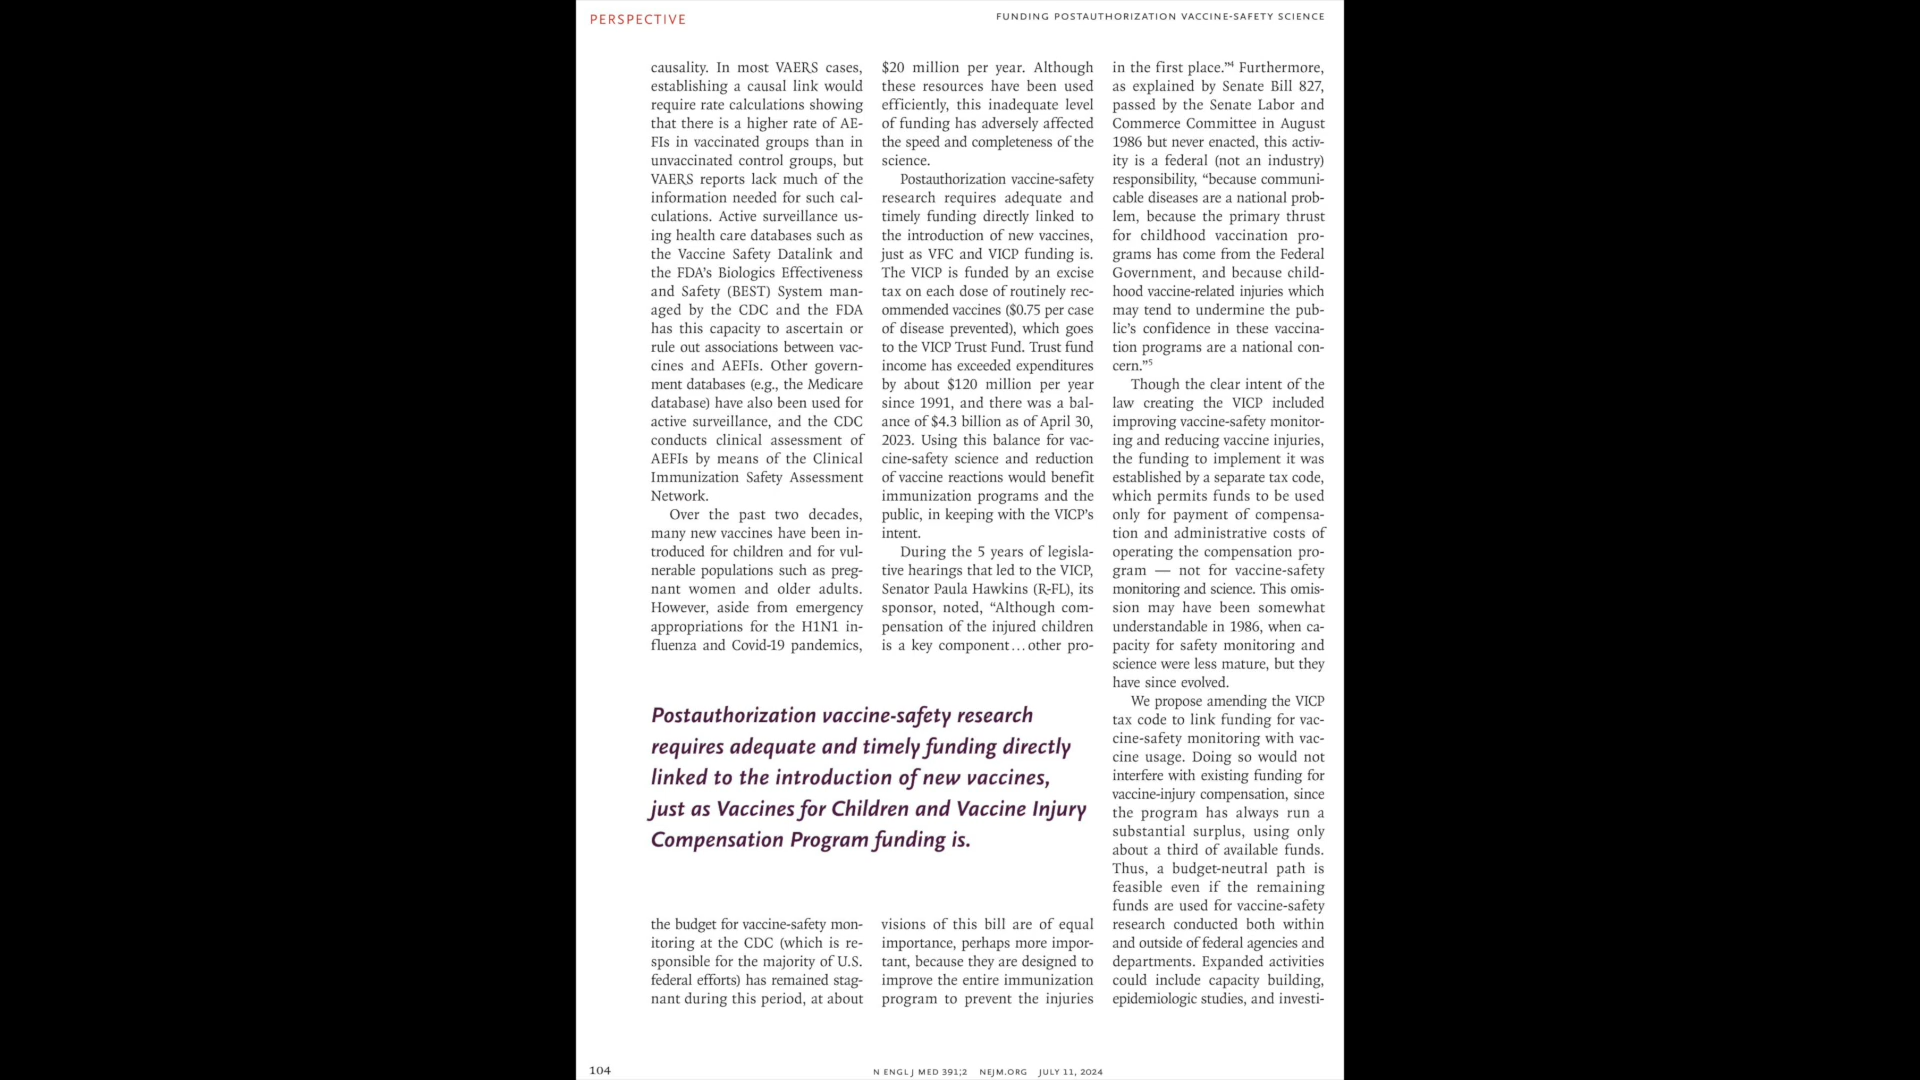 PERSPECTIVE
FUNDING POSTAUTHORIZATION VACCINE-SAFETY SCIENCE
causality. In most VAERS cases,
establishing a causal link would
require rate calculations showing
that there is a higher rate of AE-
FIs in vaccinated groups than in
unvaccinated control groups, but
VAERS reports lack much of the
information needed for such cal-
culations. Active surveillance us-
ing health care databases such as
the Vaccine Safety Datalink and
the FDA's Biologics Effectiveness
and Safety (BEST) System man-
aged by the CDC and the FDA
has this capacity to ascertain or
rule out associations between vac-
cines and AEFIs. Other govern-
ment databases (e.g., the Medicare
database) have also been used for
active surveillance, and the CDC
conducts clinical assessment of
AEFIs by means of the Clinical
Immunization Safety Assessment
Network.
Over the past two decades,
many new vaccines have been in-
troduced for children and for vul-
nerable populations such as preg-
nant women and older adults.
However, aside from emergency
appropriations for the H1N1 in-
fluenza and Covid-19 pandemics,
the budget for vaccine-safety mon-
itoring at the CDC (which is re-
sponsible for the majority of U.S.
federal efforts) has remained stag-
nant during this period, at about
$20 million per year. Although
these resources have been used
efficiently, this inadequate level
of funding has adversely affected
the speed and completeness of the
science.
Postauthorization vaccine-safety
research requires adequate and
timely funding directly linked to
the introduction of new vaccines,
just as VFC and VICP funding is.
The VICP is funded by an excise
tax on each dose of routinely rec-
ommended vaccines ($0.75 per case
of disease prevented), which goes
to the VICP Trust Fund. Trust fund
income has exceeded expenditures
by about $120 million per year
since 1991, and there was a bal-
ance of $4.3 billion as of April 30,
2023. Using this balance for vac-
cine-safety science and reduction
of vaccine reactions would benefit
immunization programs and the
public, in keeping with the VICP's
intent.
During the 5 years of legisla-
tive hearings that led to the VICP,
Senator Paula Hawkins (R-FL), its
sponsor, noted, “Although com-
pensation of the injured children
is a key component...other pro-
visions of this bill are of equal
importance, perhaps more impor-
tant, because they are designed to
improve the entire immunization
program to prevent the injuries
in the first place.”4 Furthermore,
as explained by Senate Bill 827,
passed by the Senate Labor and
Commerce Committee in August
1986 but never enacted, this activ-
ity is a federal (not an industry)
responsibility, “because communi-
cable diseases are a national prob-
lem, because the primary thrust
for childhood vaccination pro-
grams has come from the Federal
Government, and because child-
hood vaccine-related injuries which
may tend to undermine the pub-
lic's confidence in these vaccina-
tion programs are a national con-
cern.”5
Though the clear intent of the
law creating the VICP included
improving vaccine-safety monitor-
ing and reducing vaccine injuries,
the funding to implement it was
established by a separate tax code,
which permits funds to be used
only for payment of compensa-
tion and administrative costs of
operating the compensation pro-
gram — not for vaccine-safety
monitoring and science. This omis-
sion may have been somewhat
understandable in 1986, when ca-
pacity for safety monitoring and
science were less mature, but they
have since evolved.
We propose amending the VICP
tax code to link funding for vac-
cine-safety monitoring with vac-
cine usage. Doing so would not
interfere with existing funding for
vaccine-injury compensation, since
the program has always run a
substantial surplus, using only
about a third of available funds.
Thus, a budget-neutral path is
feasible even if the remaining
funds are used for vaccine-safety
research conducted both within
and outside of federal agencies and
departments. Expanded activities
could include capacity building,
epidemiologic studies, and investi-
Postauthorization vaccine-safety research
requires adequate and timely funding directly
linked to the introduction of new vaccines,
just as Vaccines for Children and Vaccine Injury
Compensation Program funding is.
104
N ENGL J MED 391;2 NEJM.ORG JULY 11, 2024